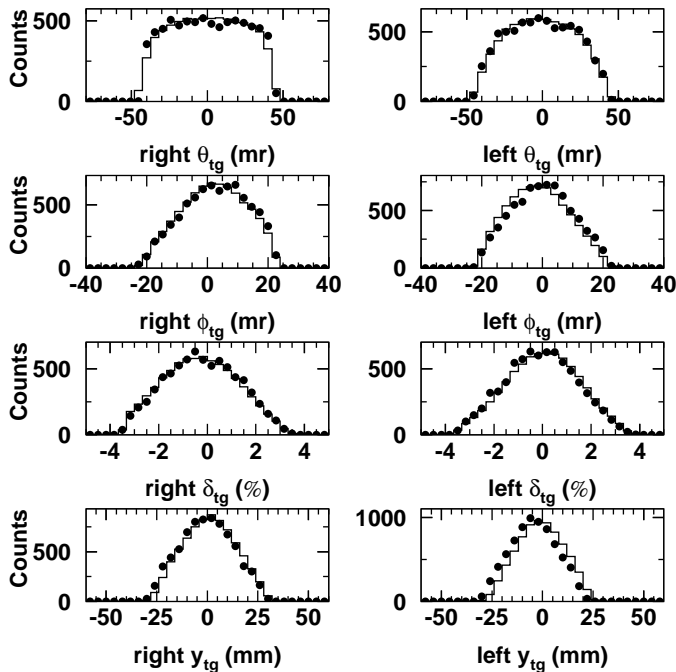 Counts
500
0
-50 0 50
right θtg (mr)
500
0
-50 0 50
left θtg (mr)
Counts
500
0
-40 -20 0 20 40
right ϕtg (mr)
500
0
-40 -20 0 20 40
left ϕtg (mr)
Counts
500
0
-4 -2 0 2 4
right δtg (%)
500
0
-4 -2 0 2 4
left δtg (%)
Counts
500
0
-50 -25 0 25 50
right ytg (mm)
1000
500
0
-50 -25 0 25 50
left ytg (mm)